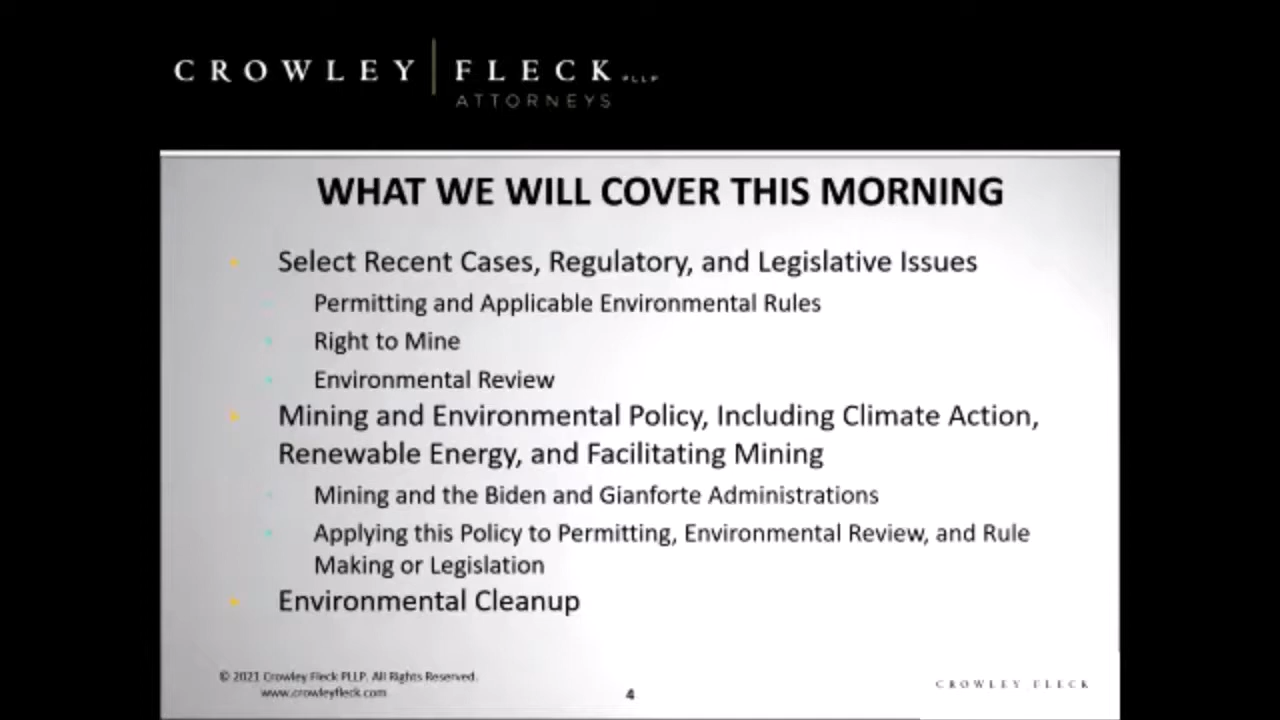 CROWLEY FLECK PLLP
ATTORNEYS
WHAT WE WILL COVER THIS MORNING
Select Recent Cases, Regulatory, and Legislative Issues
Permitting and Applicable Environmental Rules
Right to Mine
Environmental Review
Mining and Environmental Policy, Including Climate Action,
Renewable Energy, and Facilitating Mining
Mining and the Biden and Gianforte Administrations
Applying this Policy to Permitting, Environmental Review, and Rule
Making or Legislation
Environmental Cleanup
© 2021 Crowley Fleck PLLP. All Rights Reserved.
www.crowleyfleck.com
4
CROWLEY FLECK